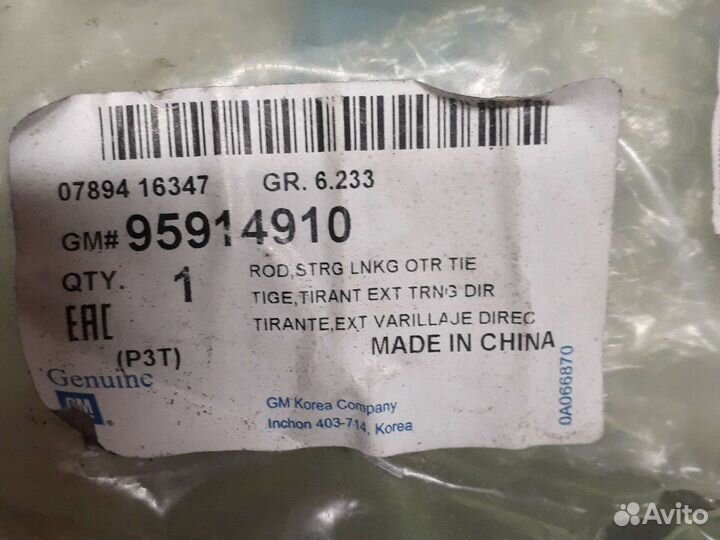 07894 16347 GR. 6.233
GM# 95914910
QTY. 1
ROD,STRG LNKG OTR TIE
TIGE,TIRANT EXT TRNG DIR
TIRANTE,EXT VARILLAJE DIREC
EAC
(P3T)
MADE IN CHINA
Genuine
GM
GM Korea Company
Inchon 403-714, Korea
0A066870
Avito